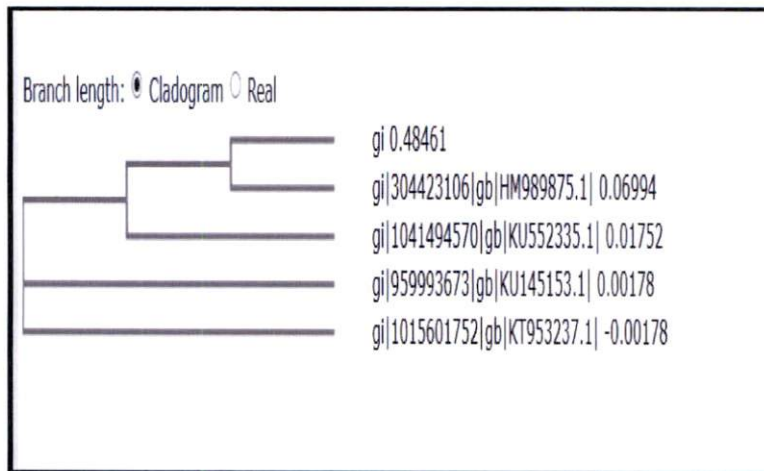 Branch length: Cladogram Real
gi 0.48461
gi|304423106|gb|HM989875.1| 0.06994
gi|1041494570|gb|KU552335.1| 0.01752
gi|959993673|gb|KU145153.1| 0.00178
gi|1015601752|gb|KT953237.1| -0.00178